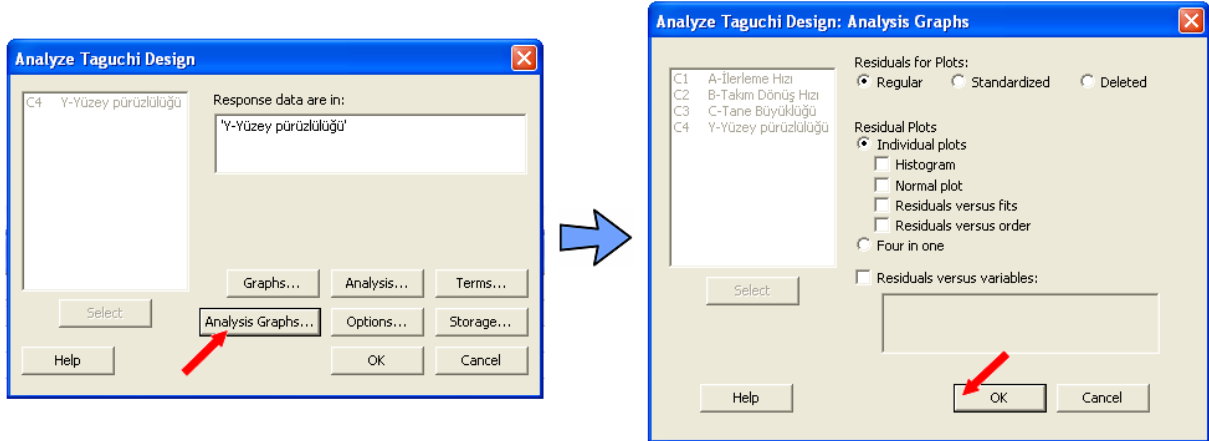 Analyze Taguchi Design
C4 Y-Yüzey pürüzlülüğü
Response data are in:
'Y-Yüzey pürüzlülüğü'
Graphs... Analysis... Terms...
Select
Analysis Graphs... Options... Storage...
Help OK Cancel
Analyze Taguchi Design: Analysis Graphs
C1 A-İlerleme Hızı
C2 B-Takım Dönüş Hızı
C3 C-Tane Büyüklüğü
C4 Y-Yüzey pürüzlülüğü
Residuals for Plots:
Regular Standardized Deleted
Residual Plots
Individual plots
Histogram
Normal plot
Residuals versus fits
Residuals versus order
Four in one
Residuals versus variables:
Select
Help OK Cancel